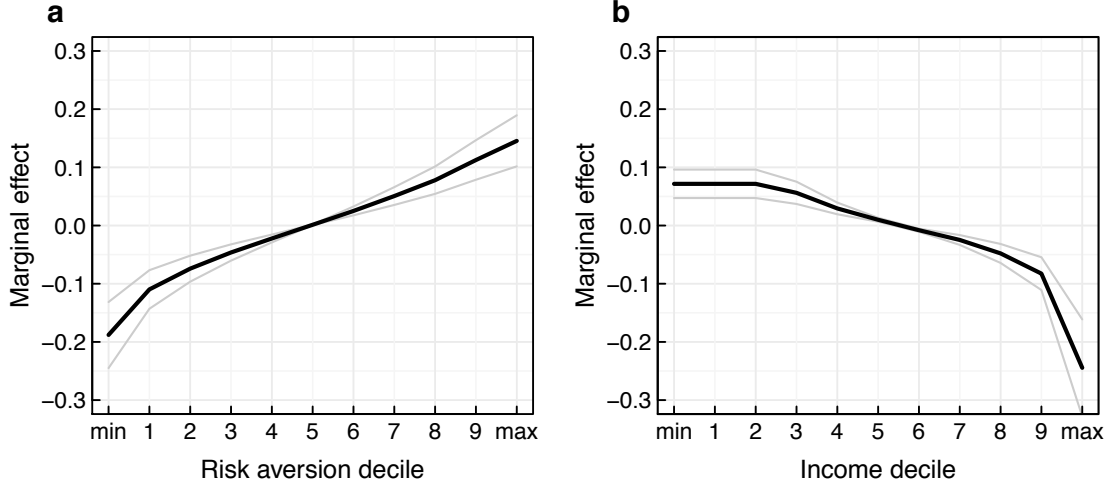 a
0.3
0.2
0.1
0.0
−0.1
−0.2
−0.3
Marginal effect
min 1 2 3 4 5 6 7 8 9 max
Risk aversion decile
b
0.3
0.2
0.1
0.0
−0.1
−0.2
−0.3
Marginal effect
min 1 2 3 4 5 6 7 8 9 max
Income decile